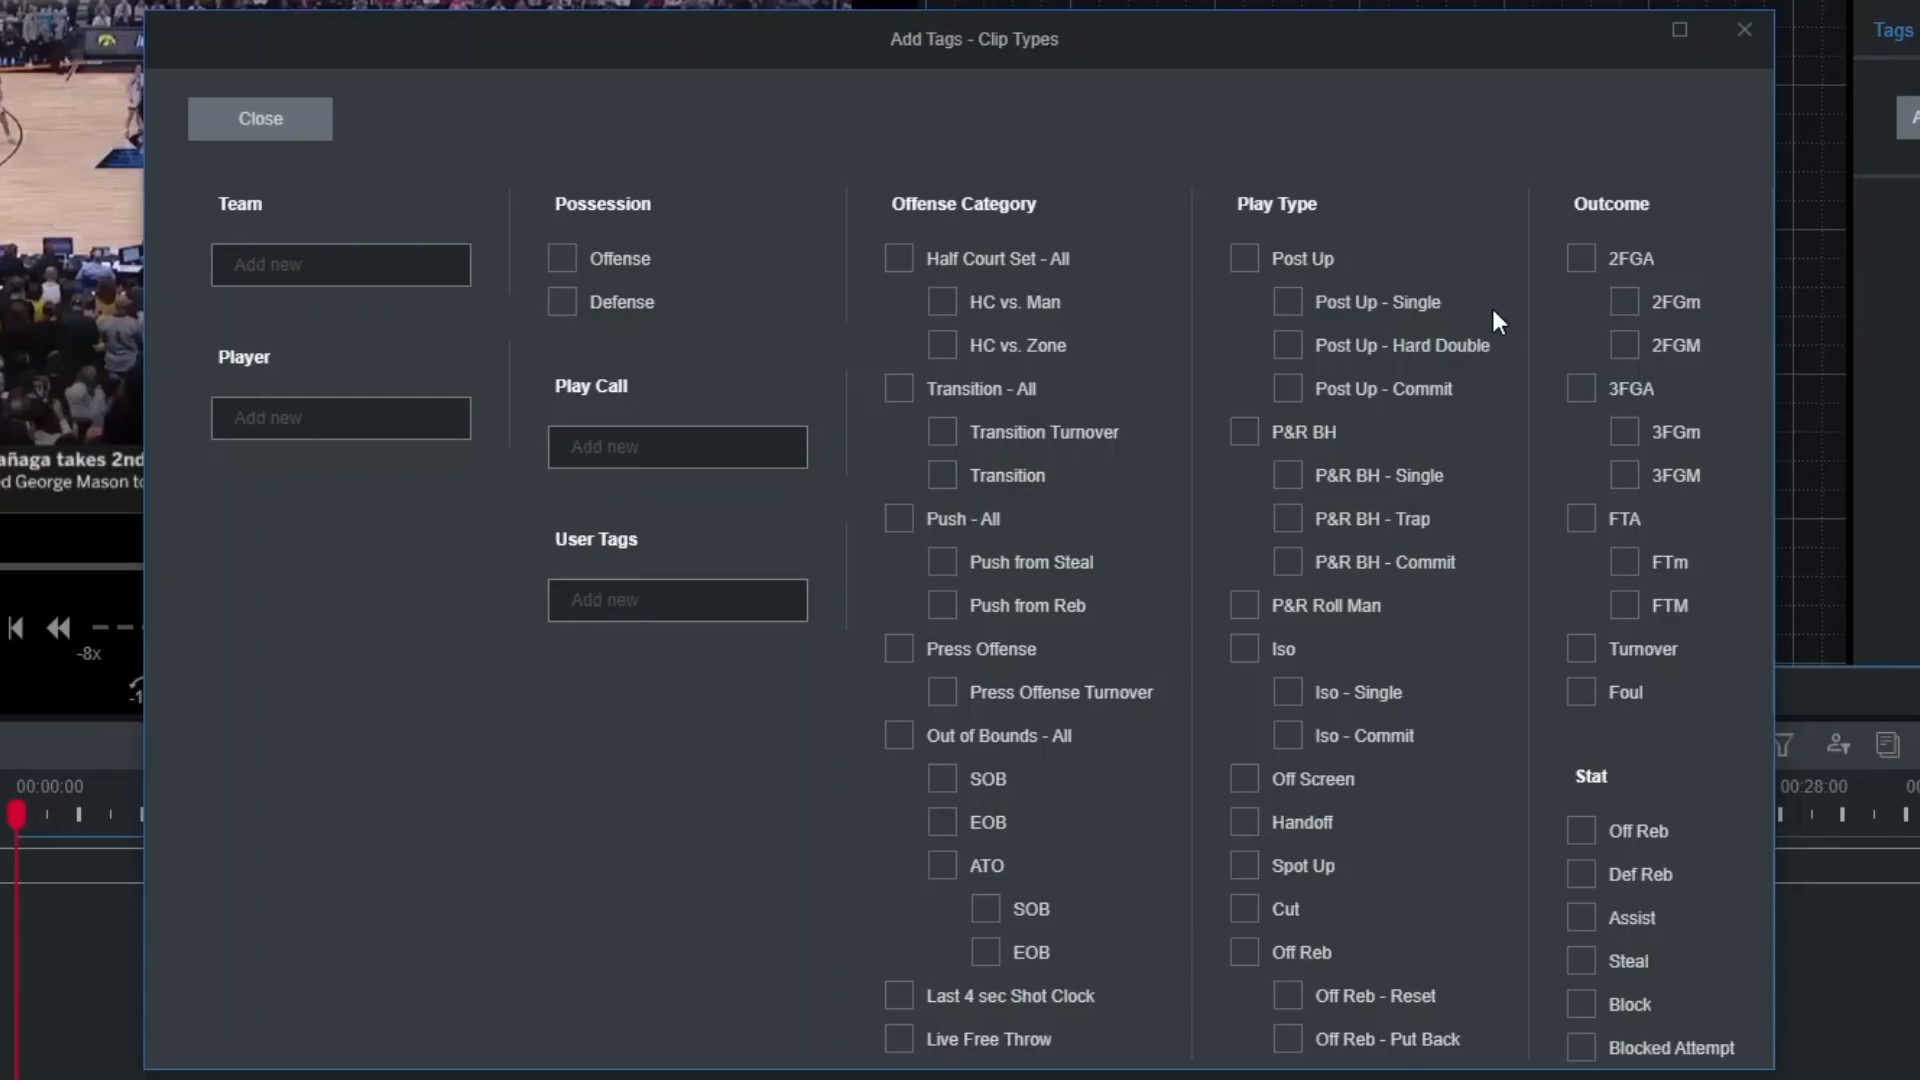 Add Tags - Clip Types
Tags
Close
Team
Add new
Player
Add new
Possession
Offense
Defense
Play Call
Add new
User Tags
Add new
Offense Category
Half Court Set - All
HC vs. Man
HC vs. Zone
Transition - All
Transition Turnover
Transition
Push - All
Push from Steal
Push from Reb
Press Offense
Press Offense Turnover
Out of Bounds - All
SOB
EOB
ATO
SOB
EOB
Last 4 sec Shot Clock
Live Free Throw
Play Type
Post Up
Post Up - Single
Post Up - Hard Double
Post Up - Commit
P&R BH
P&R BH - Single
P&R BH - Trap
P&R BH - Commit
P&R Roll Man
Iso
Iso - Single
Iso - Commit
Off Screen
Handoff
Spot Up
Cut
Off Reb
Off Reb - Reset
Off Reb - Put Back
Outcome
2FGA
2FGm
2FGM
3FGA
3FGm
3FGM
FTA
FTm
FTM
Turnover
Foul
Stat
Off Reb
Def Reb
Assist
Steal
Block
Blocked Attempt
añaga takes 2nd
d George Mason to
-8x
-1
00:00:00
00:28:00